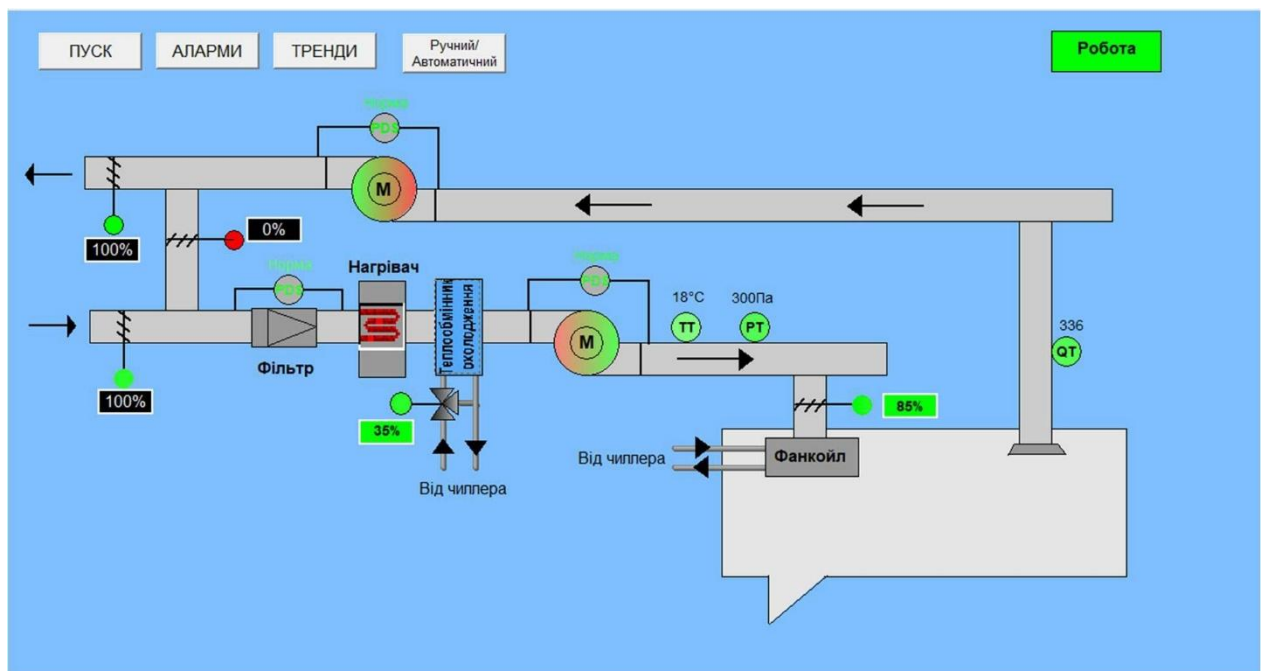 ПУСК
АЛАРМИ
ТРЕНДИ
Ручний/
Автоматичний
Робота
Норма
PDS
M
100%
0%
Норма
PDS
Нагрівач
Теплообмінник
охолодження
Норма
PDS
M
18°C
TT
300Па
PT
336
QT
Фільтр
100%
35%
85%
Від чиллера
Фанкойл
Від чиллера